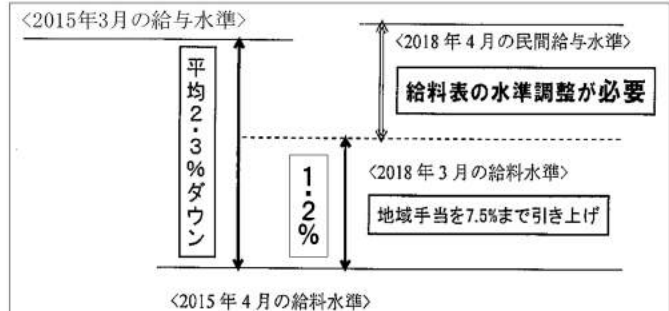 〈2015年3月の給与水準〉
〈2018年4月の民間給与水準〉
給料表の水準調整が必要
平均2・3%ダウン
1.2%
〈2018年3月の給料水準〉
地域手当を7.5%まで引き上げ
〈2015年4月の給料水準〉